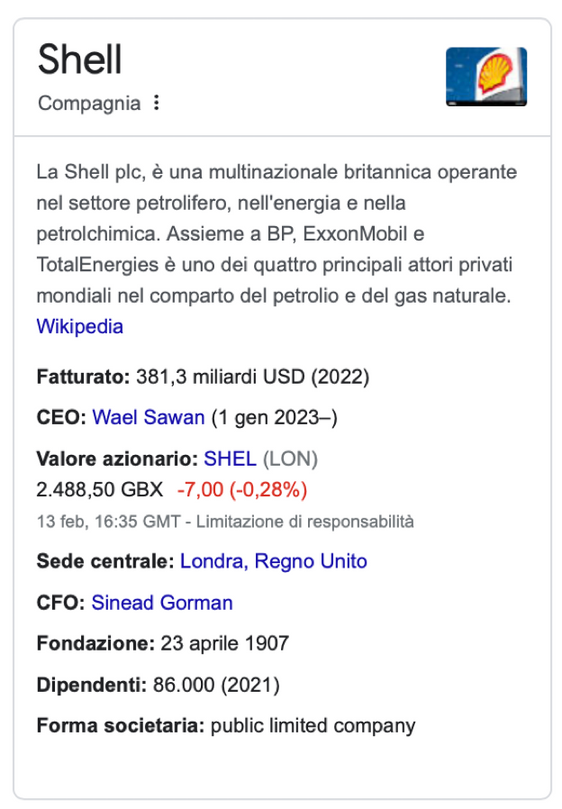 Shell
Compagnia
La Shell plc, è una multinazionale britannica operante
nel settore petrolifero, nell'energia e nella
petrolchimica. Assieme a BP, ExxonMobil e
TotalEnergies è uno dei quattro principali attori privati
mondiali nel comparto del petrolio e del gas naturale.
Wikipedia
Fatturato: 381,3 miliardi USD (2022)
CEO: Wael Sawan (1 gen 2023–)
Valore azionario: SHEL (LON)
2.488,50 GBX -7,00 (-0,28%)
13 feb, 16:35 GMT - Limitazione di responsabilità
Sede centrale: Londra, Regno Unito
CFO: Sinead Gorman
Fondazione: 23 aprile 1907
Dipendenti: 86.000 (2021)
Forma societaria: public limited company